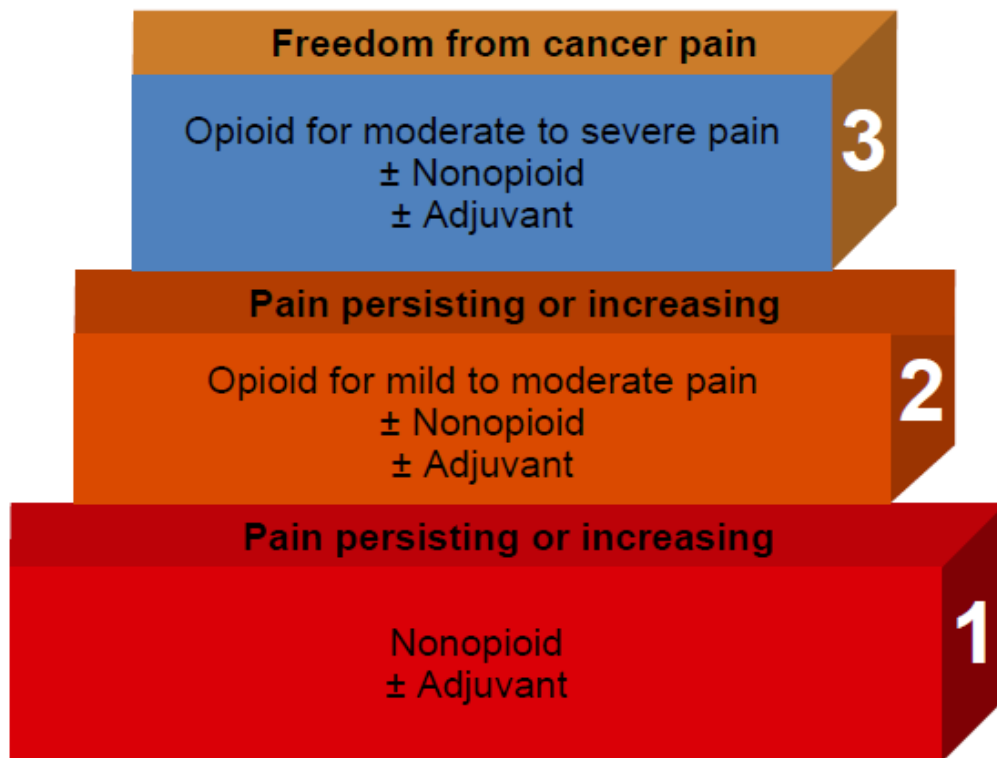 Freedom from cancer pain
Opioid for moderate to severe pain
± Nonopioid
± Adjuvant
3
Pain persisting or increasing
Opioid for mild to moderate pain
± Nonopioid
± Adjuvant
2
Pain persisting or increasing
Nonopioid
± Adjuvant
1